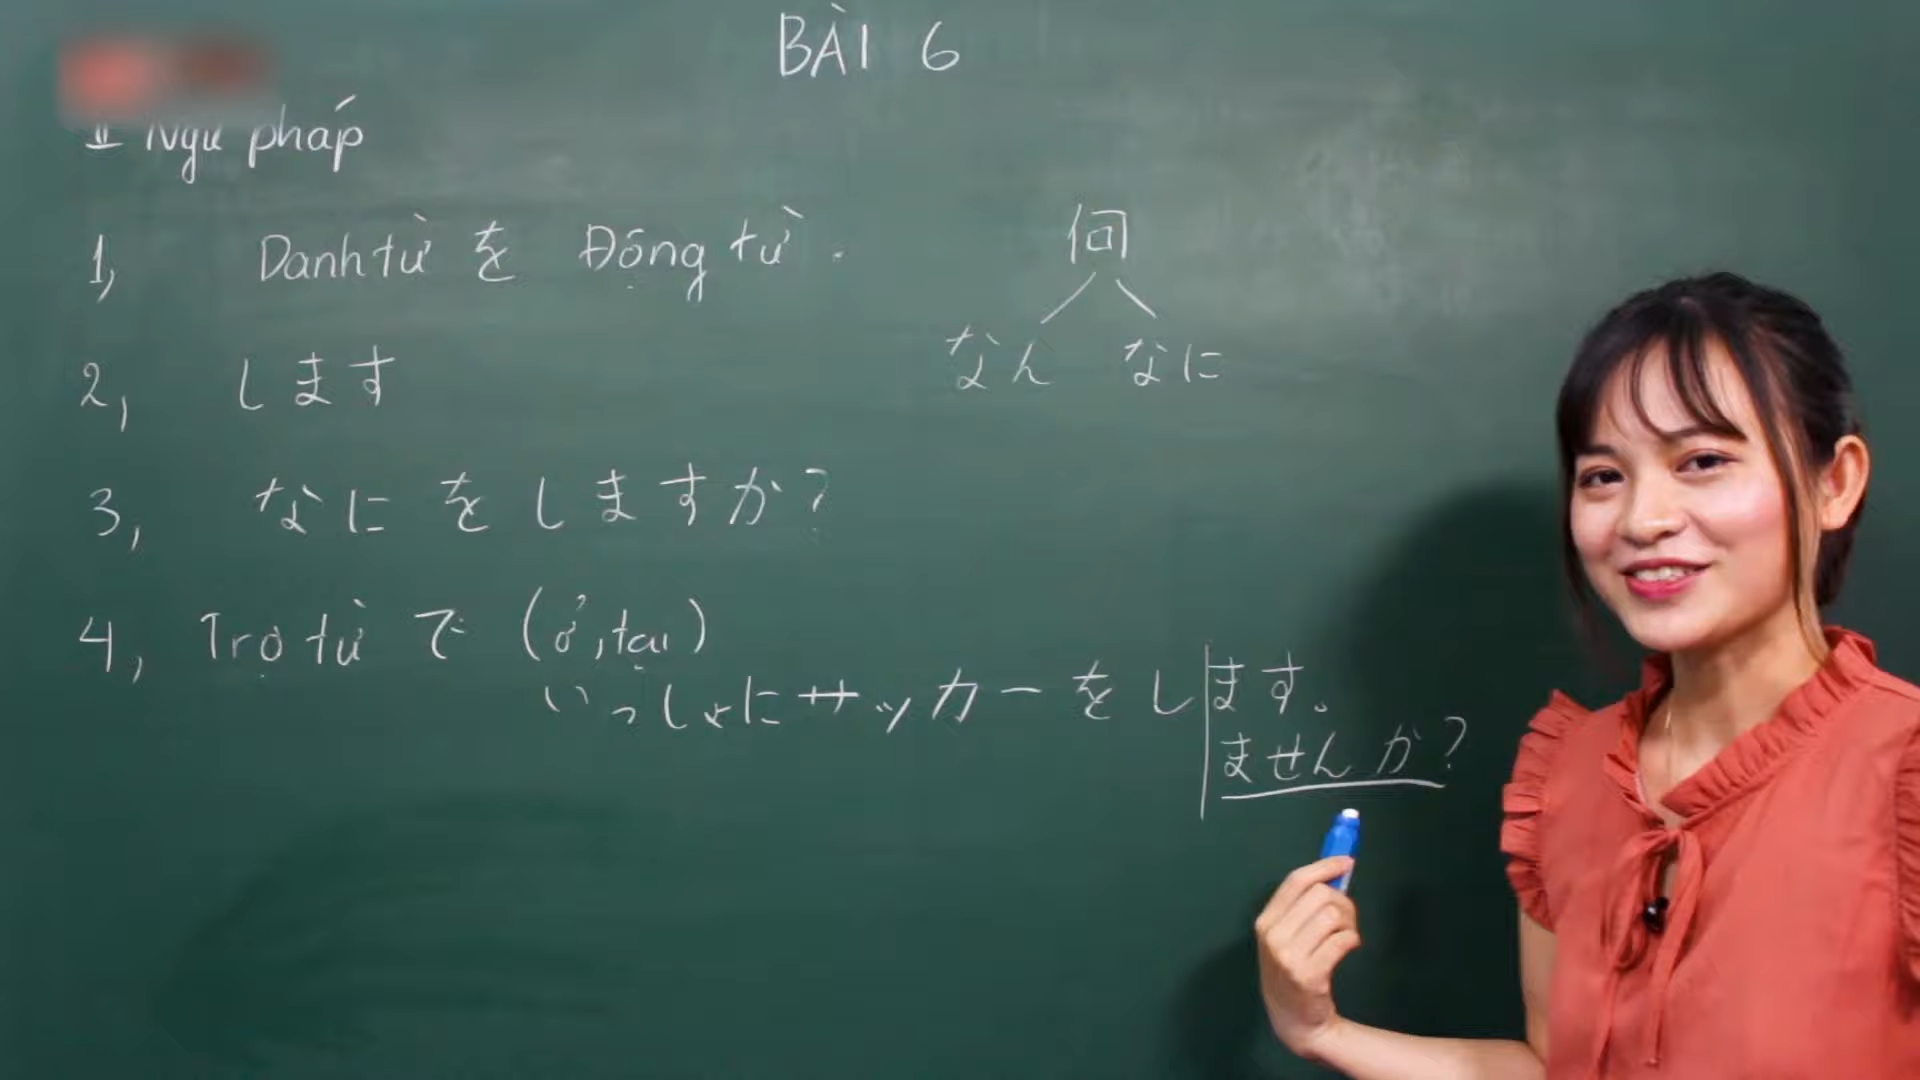 BÀI 6
II Ngữ pháp
1, Danh từ を Động từ.
何
なん なに
2, します
3, なにをしますか?
4, Trợ từ で (ở, tại)
いっしょにサッカーをします。
ませんか?